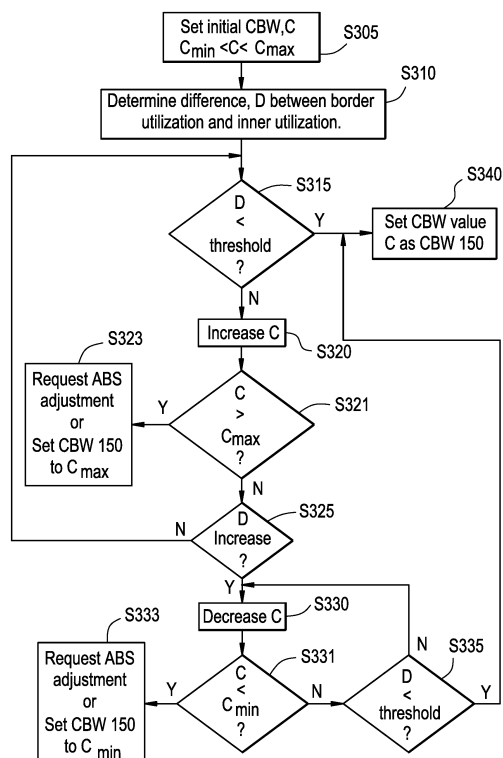 Set initial CBW,C
Cmin <C< Cmax
S305
S310
Determine difference, D between border
utilization and inner utilization.
S315
D
<
threshold
?
Y
N
S340
Set CBW value
C as CBW 150
Increase C
S320
S323
Request ABS
adjustment
or
Set CBW 150
to Cmax
Y
C
>
Cmax
?
S321
N
N
D
Increase
?
S325
Y
Decrease C
S330
S333
Request ABS
adjustment
or
Set CBW 150
to Cmin
Y
C
<
Cmin
?
S331
N
N
D
<
threshold
?
S335
Y